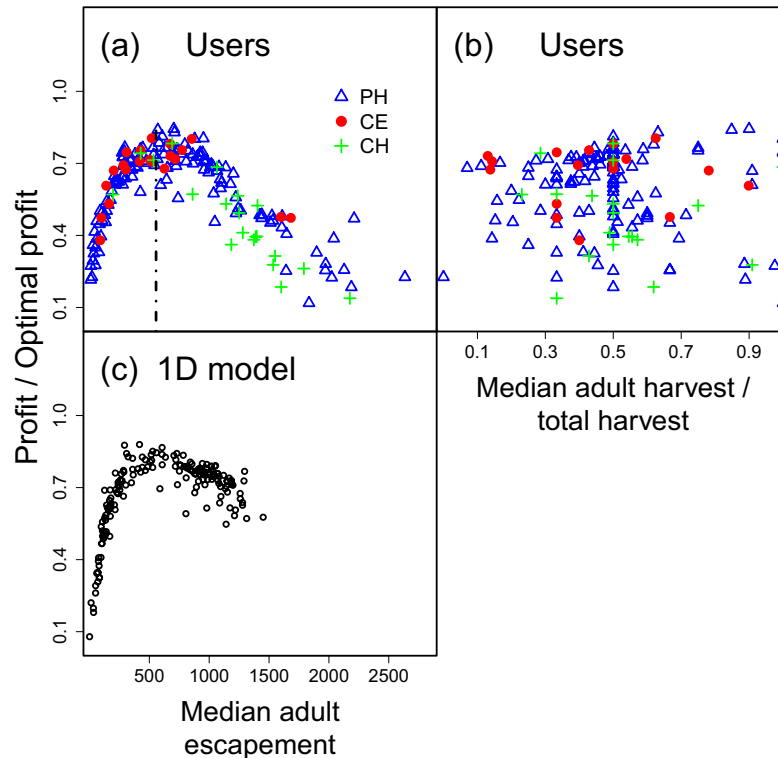 (a) Users
(b) Users
PH
CE
CH
Profit / Optimal profit
0.1 0.4 0.7 1.0
0.1 0.3 0.5 0.7 0.9
Median adult harvest /
total harvest
(c) 1D model
0.1 0.4 0.7 1.0
500 1000 1500 2000 2500
Median adult
escapement